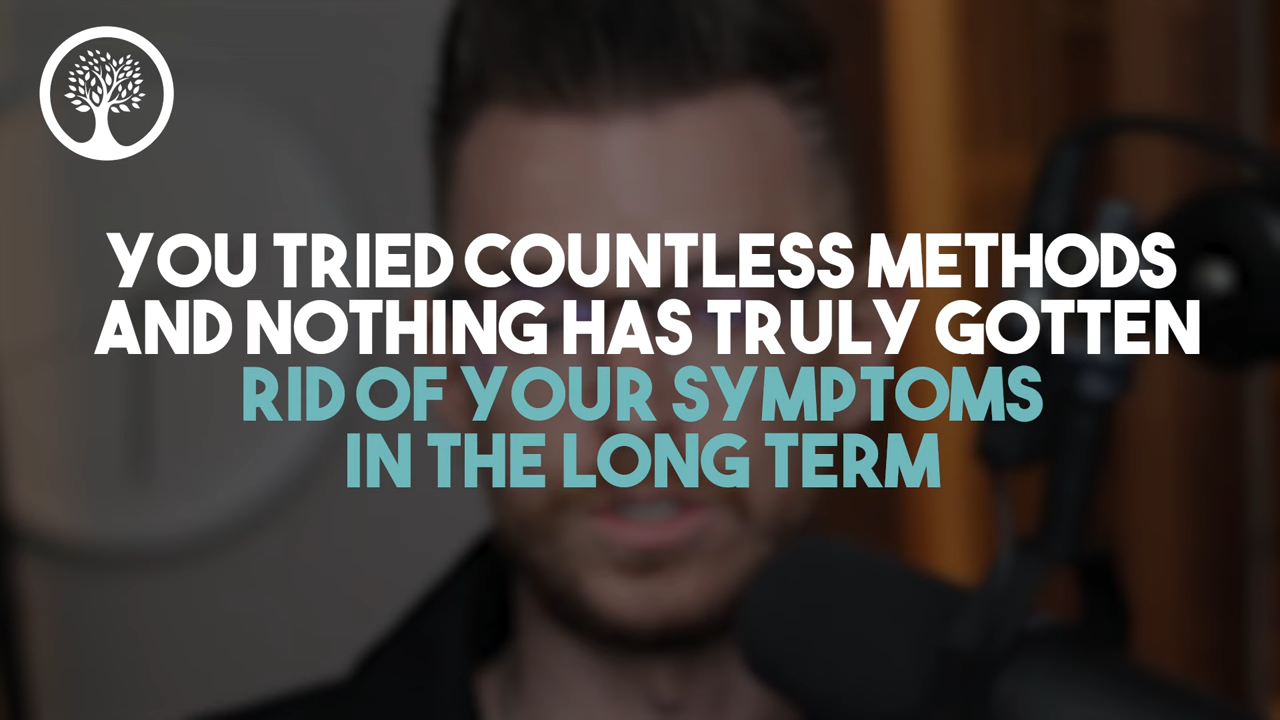 YOU TRIED COUNTLESS METHODS
AND NOTHING HAS TRULY GOTTEN
RID OF YOUR SYMPTOMS
IN THE LONG TERM